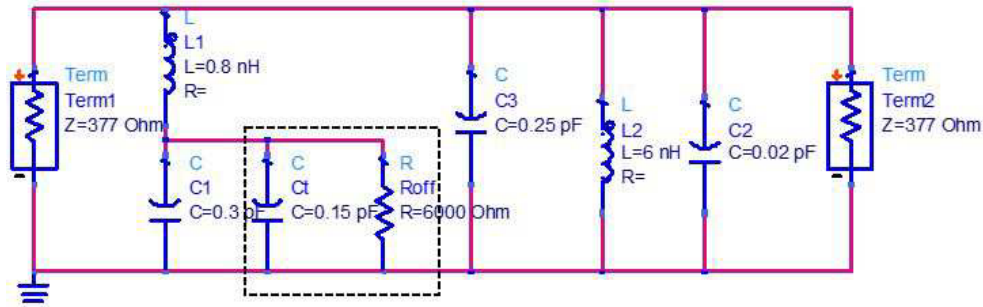 Term
Term1
Z=377 Ohm
L
L1
L=0.8 nH
R=
C
C1
C=0.3 pF
C
Ct
C=0.15 pF
R
Roff
R=6000 Ohm
C
C3
C=0.25 pF
L
L2
L=6 nH
R=
C
C2
C=0.02 pF
Term
Term2
Z=377 Ohm